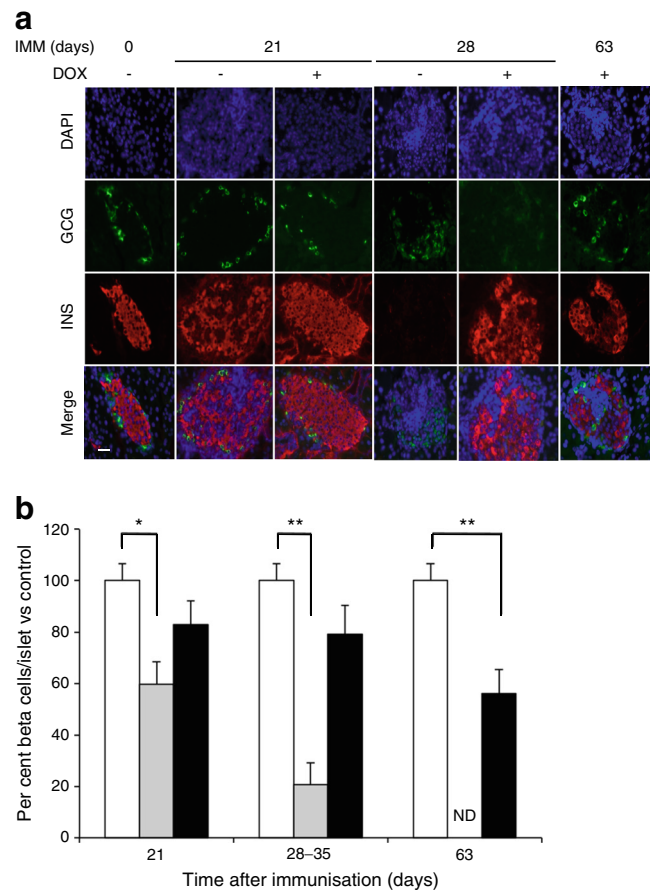 a
IMM (days) 0 21 28 63
DOX - - + - + +
DAPI
GCG
INS
Merge
b
Per cent beta cells/islet vs control
120
100
80
60
40
20
0
* ** **
ND
21 28–35 63
Time after immunisation (days)